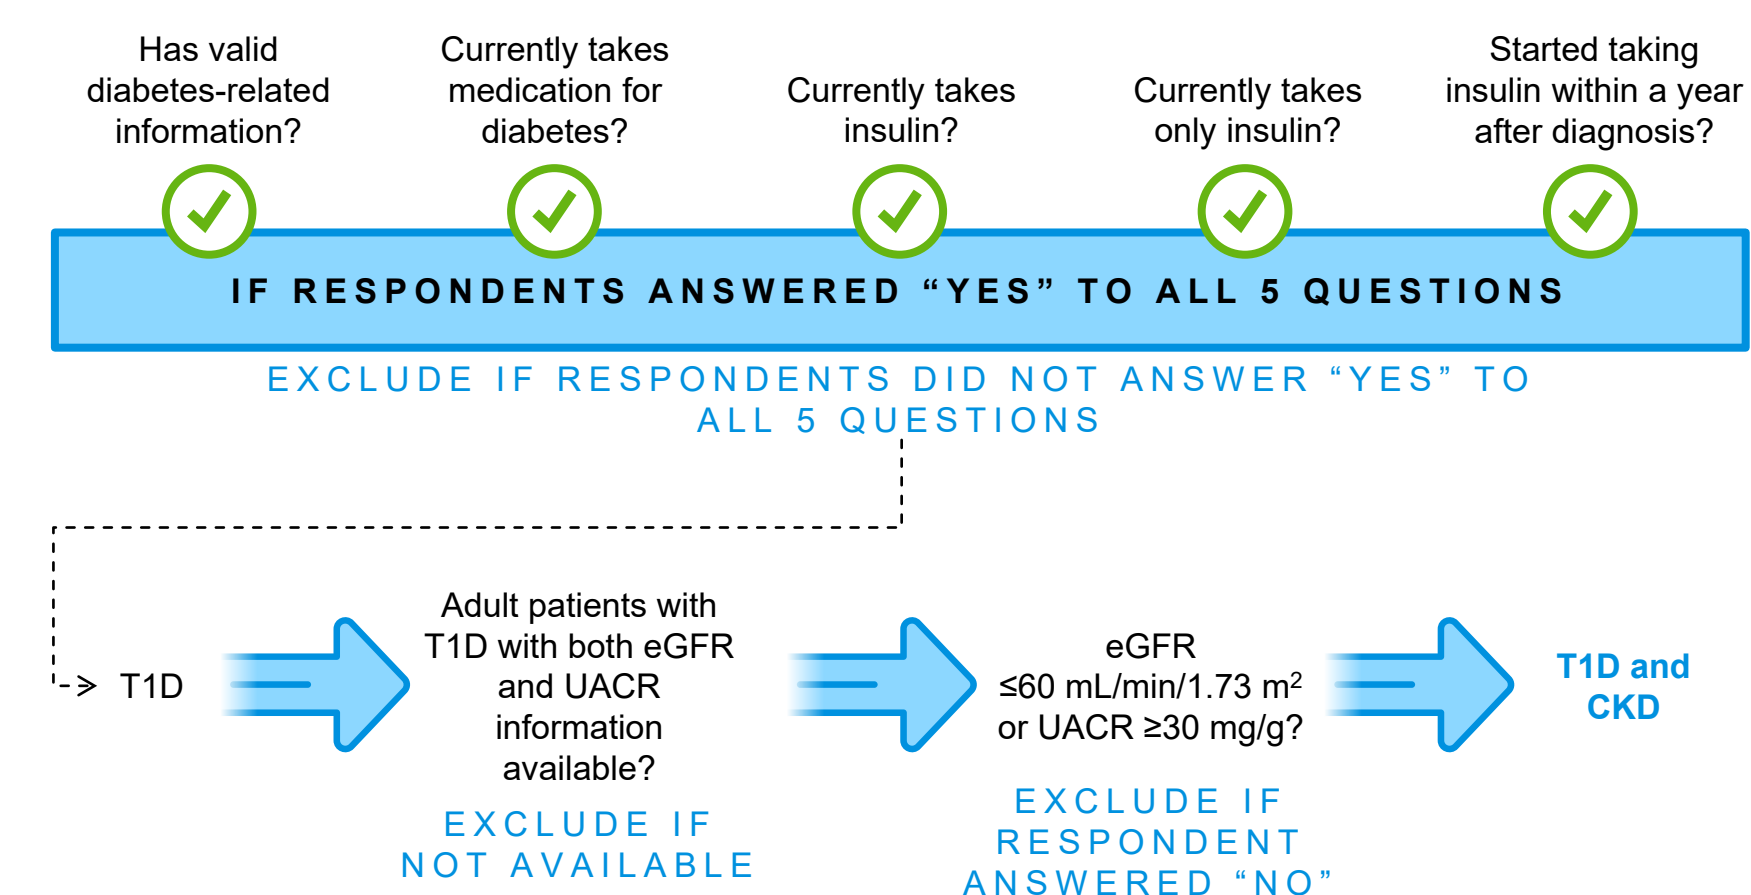 Has valid
diabetes-related
information?
Currently takes
medication for
diabetes?
Currently takes
insulin?
Currently takes
only insulin?
Started taking
insulin within a year
after diagnosis?
IF RESPONDENTS ANSWERED “YES” TO ALL 5 QUESTIONS
EXCLUDE IF RESPONDENTS DID NOT ANSWER “YES” TO
ALL 5 QUESTIONS
T1D
Adult patients with
T1D with both eGFR
and UACR
information
available?
EXCLUDE IF
NOT AVAILABLE
eGFR
≤60 mL/min/1.73 m²
or UACR ≥30 mg/g?
EXCLUDE IF
RESPONDENT
ANSWERED “NO”
T1D and
CKD